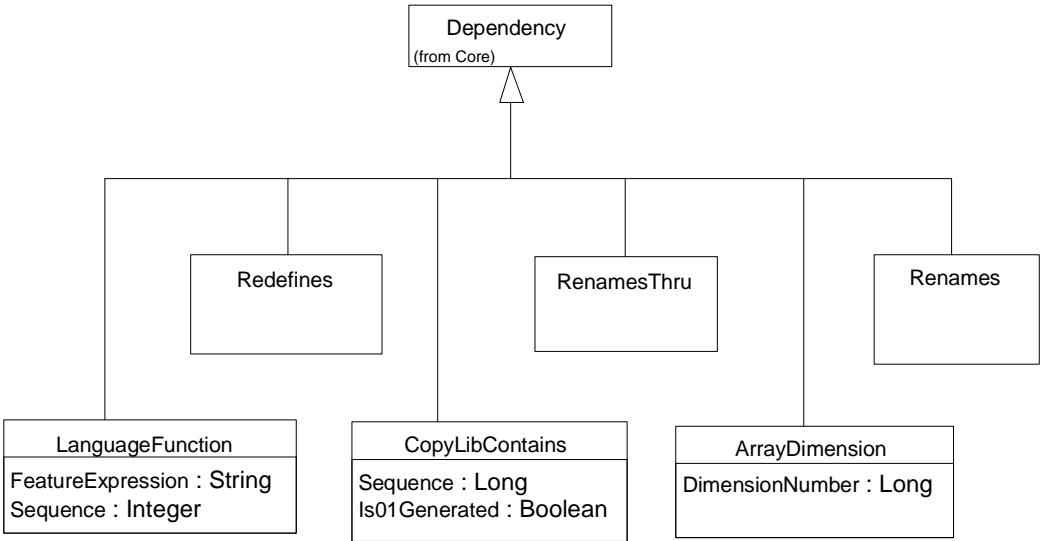 Dependency
(from Core)
Redefines
RenamesThru
Renames
LanguageFunction
FeatureExpression : String
Sequence : Integer
CopyLibContains
Sequence : Long
Is01Generated : Boolean
ArrayDimension
DimensionNumber : Long